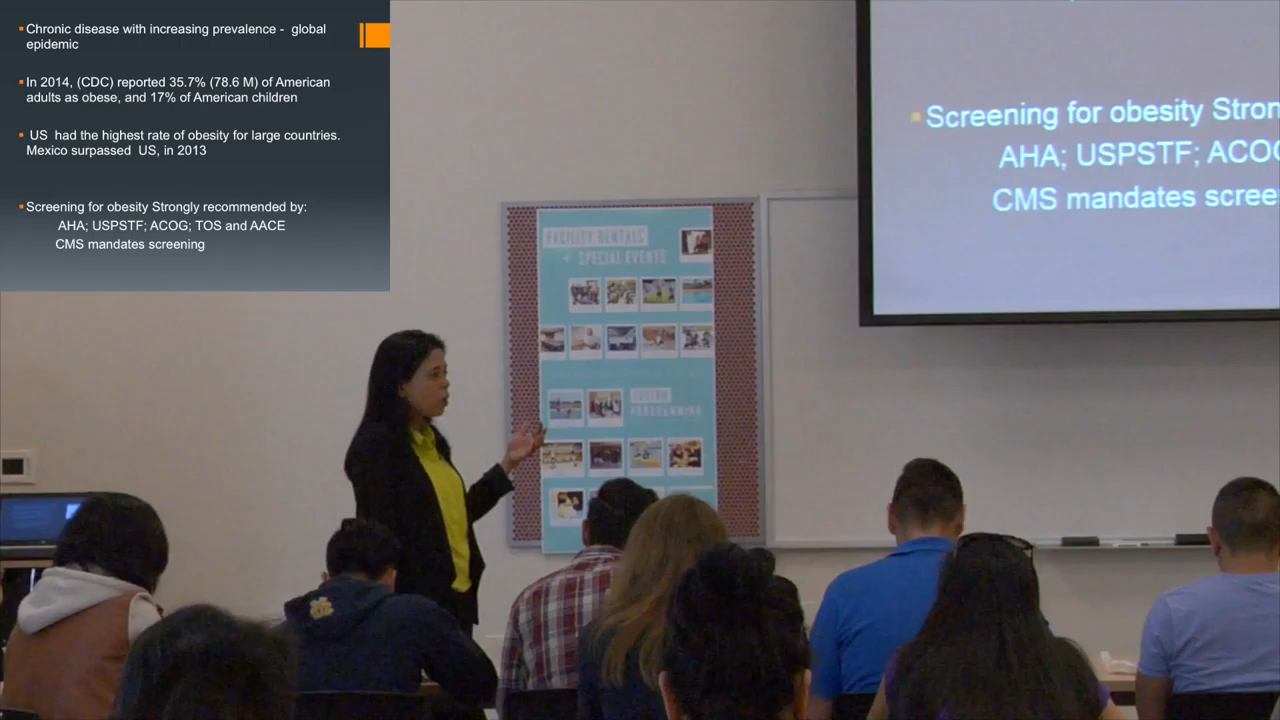 ▪Chronic disease with increasing prevalence - global
epidemic
▪In 2014, (CDC) reported 35.7% (78.6 M) of American
adults as obese, and 17% of American children
▪ US had the highest rate of obesity for large countries.
Mexico surpassed US, in 2013
▪Screening for obesity Strongly recommended by:
AHA; USPSTF; ACOG; TOS and AACE
CMS mandates screening
▪Screening for obesity Stron
AHA; USPSTF; ACOG
CMS mandates scree
FACILITY RENTALS
+ SPECIAL EVENTS
PROGRAMMING